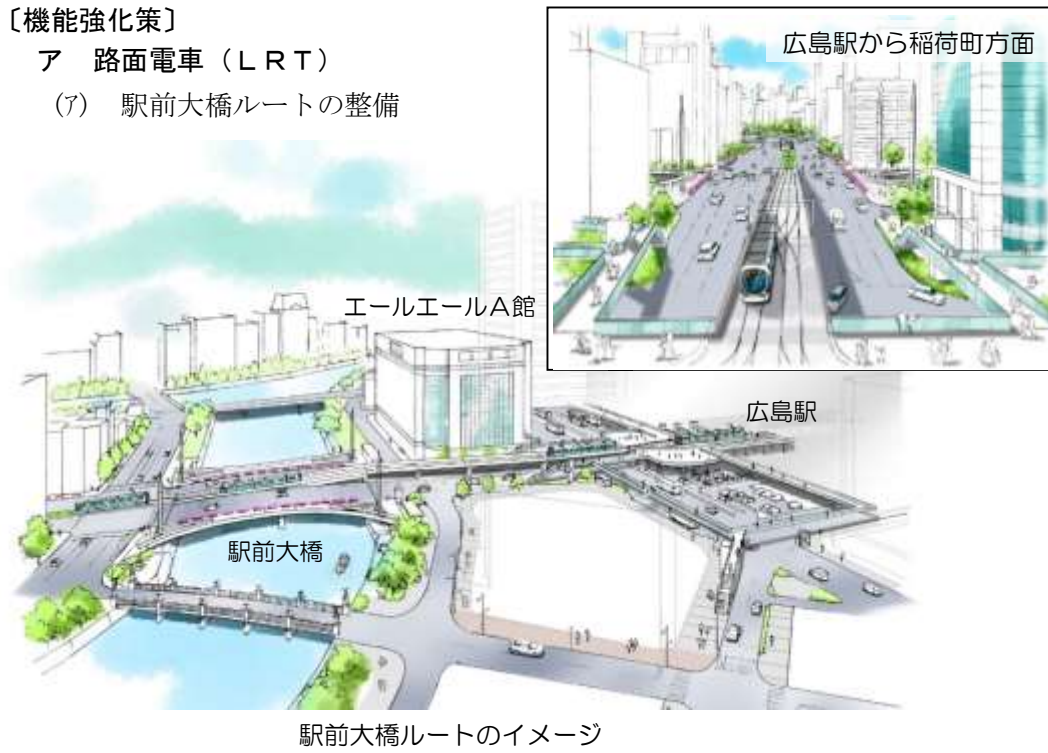 〔機能強化策〕
ア 路面電車（ＬＲＴ）
㈠ 駅前大橋ルートの整備
広島駅から稲荷町方面
エールエールＡ館
広島駅
駅前大橋
駅前大橋ルートのイメージ